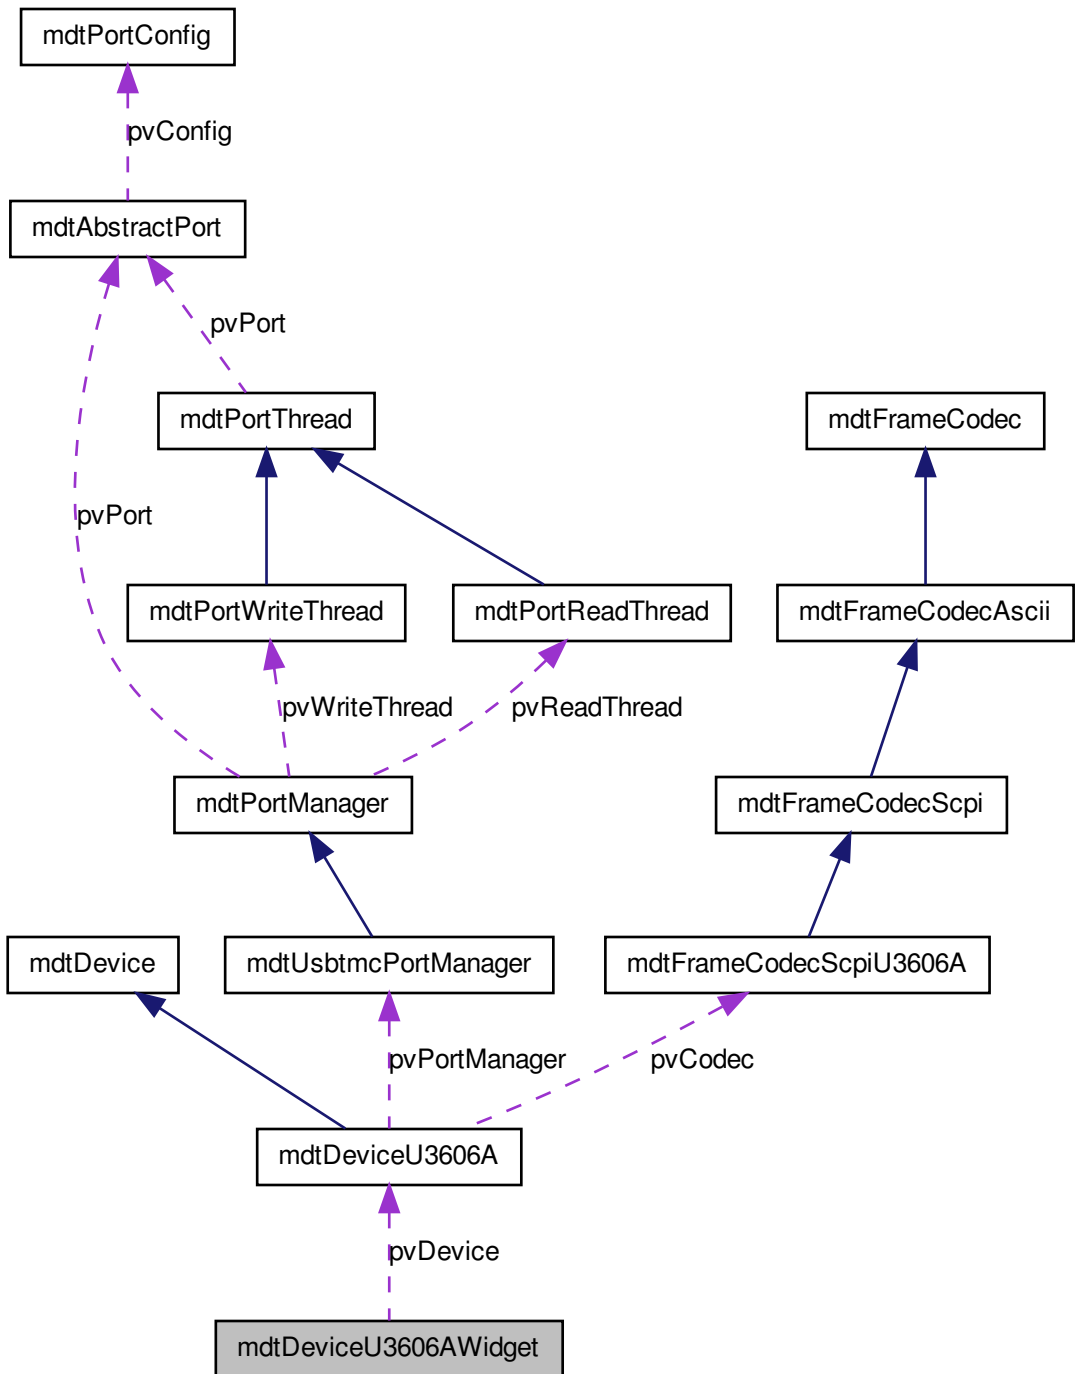 mdtPortConfig
pvConfig
mdtAbstractPort
pvPort
mdtPortThread
mdtFrameCodec
pvPort
mdtPortWriteThread
mdtPortReadThread
mdtFrameCodecAscii
pvWriteThread
pvReadThread
mdtPortManager
mdtFrameCodecScpi
mdtDevice
mdtUsbtmcPortManager
mdtFrameCodecScpiU3606A
pvPortManager
pvCodec
mdtDeviceU3606A
pvDevice
mdtDeviceU3606AWidget